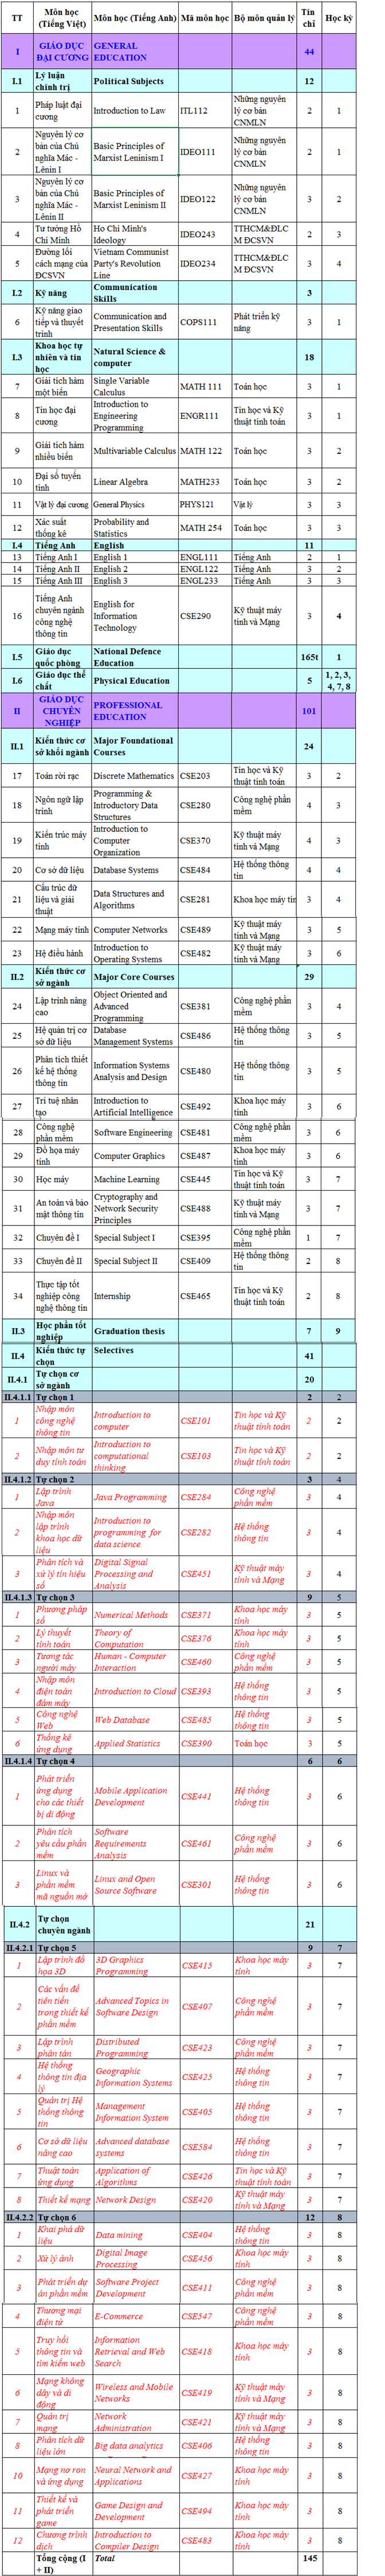 TT Môn học (Tiếng Việt) Môn học (Tiếng Anh) Mã môn học Bộ môn quản lý Tín chỉ Học kỳ
I GIÁO DỤC ĐẠI CƯƠNG GENERAL EDUCATION 44
I.1 Lý luận chính trị Political Subjects 12
1 Pháp luật đại cương Introduction to Law ITL112 Những nguyên lý cơ bản CNMLN 2 1
2 Nguyên lý cơ bản của Chủ nghĩa Mác - Lênin I Basic Principles of Marxist Leninism I IDEO111 Những nguyên lý cơ bản CNMLN 2 1
3 Nguyên lý cơ bản của Chủ nghĩa Mác - Lênin II Basic Principles of Marxist Leninism II IDEO122 Những nguyên lý cơ bản CNMLN 3 2
4 Tư tưởng Hồ Chí Minh Ho Chi Minh's Ideology IDEO243 TTHCM&ĐLCM ĐCSVN 2 3
5 Đường lối cách mạng của ĐCSVN Vietnam Communist Party's Revolution Line IDEO234 TTHCM&ĐLCM ĐCSVN 3 4
I.2 Kỹ năng Communication Skills 3
6 Kỹ năng giao tiếp và thuyết trình Communication and Presentation Skills COPS111 Phát triển kỹ năng 3 1
I.3 Khoa học tự nhiên và tin học Natural Science & computer 18
7 Giải tích hàm một biến Single Variable Calculus MATH 111 Toán học 3 1
8 Tin học đại cương Introduction to Engineering Programming ENGR111 Tin học và Kỹ thuật tính toán 3 1
9 Giải tích hàm nhiều biến Multivariable Calculus MATH 122 Toán học 3 2
10 Đại số tuyến tính Linear Algebra MATH233 Toán học 3 2
11 Vật lý đại cương General Physics PHYS121 Vật lý 3 3
12 Xác suất thống kê Probability and Statistics MATH 254 Toán học 3 3
I.4 Tiếng Anh English 11
13 Tiếng Anh I English 1 ENGL111 Tiếng Anh 2 1
14 Tiếng Anh II English 2 ENGL122 Tiếng Anh 3 2
15 Tiếng Anh III English 3 ENGL233 Tiếng Anh 3 3
16 Tiếng Anh chuyên ngành công nghệ thông tin English for Information Technology CSE290 Kỹ thuật máy tính và Mạng 3 4
I.5 Giáo dục quốc phòng National Defence Education 165t 1
I.6 Giáo dục thể chất Physical Education 5 1, 2, 3, 4, 7, 8
II GIÁO DỤC CHUYÊN NGHIỆP PROFESSIONAL EDUCATION 101
II.1 Kiến thức cơ sở khối ngành Major Foundational Courses 24
17 Toán rời rạc Discrete Mathematics CSE203 Tin học và Kỹ thuật tính toán 3 2
18 Ngôn ngữ lập trình Programming & Introductory Data Structures CSE280 Công nghệ phần mềm 4 3
19 Kiến trúc máy tính Introduction to Computer Organization CSE370 Kỹ thuật máy tính và Mạng 4 3
20 Cơ sở dữ liệu Database Systems CSE484 Hệ thống thông tin 4 4
21 Cấu trúc dữ liệu và giải thuật Data Structures and Algorithms CSE281 Khoa học máy tín 3 4
22 Mạng máy tính Computer Networks CSE489 Kỹ thuật máy tính và Mạng 3 5
23 Hệ điều hành Introduction to Operating Systems CSE482 Kỹ thuật máy tính và Mạng 3 6
II.2 Kiến thức cơ sở ngành Major Core Courses 29
24 Lập trình nâng cao Object Oriented and Advanced Programming CSE381 Công nghệ phần mềm 3 4
25 Hệ quản trị cơ sở dữ liệu Database Management Systems CSE486 Hệ thống thông tin 3 5
26 Phân tích thiết kế hệ thống thông tin Information Systems Analysis and Design CSE480 Hệ thống thông tin 3 5
27 Trí tuệ nhân tạo Introduction to Artificial Intelligence CSE492 Khoa học máy tính 3 6
28 Công nghệ phần mềm Software Engineering CSE481 Công nghệ phần mềm 3 6
29 Đồ họa máy tính Computer Graphics CSE487 Khoa học máy tính 3 6
30 Học máy Machine Learning CSE445 Tin học và Kỹ thuật tính toán 3 7
31 An toàn và bảo mật thông tin Cryptography and Network Security Principles CSE488 Kỹ thuật máy tính và Mạng 3 7
32 Chuyên đề I Special Subject I CSE395 Công nghệ phần mềm 1 7
33 Chuyên đề II Special Subject II CSE409 Hệ thống thông tin 2 8
34 Thực tập tốt nghiệp công nghệ thông tin Internship CSE465 Tin học và Kỹ thuật tính toán 2 8
II.3 Học phần tốt nghiệp Graduation thesis 7 9
II.4 Kiến thức tự chọn Selectives 41
II.4.1 Tự chọn cơ sở ngành 20
II.4.1.1 Tự chọn 1 2 2
1 Nhập môn công nghệ thông tin Introduction to computer CSE101 Tin học và Kỹ thuật tính toán 2 2
2 Nhập môn tư duy tính toán Introduction to computational thinking CSE103 Tin học và Kỹ thuật tính toán 2 2
II.4.1.2 Tự chọn 2 3 4
1 Lập trình Java Java Programming CSE284 Công nghệ phần mềm 3 4
2 Nhập môn lập trình khoa học dữ liệu Introduction to programming for data science CSE282 Hệ thống thông tin 3 4
3 Phân tích và xử lý tín hiệu số Digital Signal Processing and Analysis CSE451 Kỹ thuật máy tính và Mạng 3 4
II.4.1.3 Tự chọn 3 9 5
1 Phương pháp số Numerical Methods CSE371 Khoa học máy tính 3 5
2 Lý thuyết tính toán Theory of Computation CSE376 Khoa học máy tính 3 5
3 Tương tác người máy Human - Computer Interaction CSE460 Công nghệ phần mềm 3 5
4 Nhập môn điện toán đám mây Introduction to Cloud CSE393 Hệ thống thông tin 3 5
5 Công nghệ Web Web Database CSE485 Hệ thống thông tin 3 5
6 Thống kê ứng dụng Applied Statistics CSE390 Toán học 3 5
II.4.1.4 Tự chọn 4 6 6
1 Phát triển ứng dụng cho các thiết bị di động Mobile Application Development CSE441 Hệ thống thông tin 3 6
2 Phân tích yêu cầu phần mềm Software Requirements Analysis CSE461 Công nghệ phần mềm 3 6
3 Linux và phần mềm mã nguồn mở Linux and Open Source Software CSE301 Hệ thống thông tin 3 6
II.4.2 Tự chọn chuyên ngành 21
II.4.2.1 Tự chọn 5 9 7
1 Lập trình đồ họa 3D 3D Graphics Programming CSE415 Khoa học máy tính 3 7
2 Các vấn đề tiên tiến trong thiết kế phần mềm Advanced Topics in Software Design CSE407 Công nghệ phần mềm 3 7
3 Lập trình phân tán Distributed Programming CSE423 Công nghệ phần mềm 3 7
4 Hệ thống thông tin địa lý Geographic Information Systems CSE425 Hệ thống thông tin 3 7
5 Quản trị Hệ thống thông tin Management Information System CSE405 Hệ thống thông tin 3 7
6 Cơ sở dữ liệu nâng cao Advanced database systems CSE584 Hệ thống thông tin 3 7
7 Thuật toán ứng dụng Application of Algorithms CSE426 Tin học và Kỹ thuật tính toán 3 7
8 Thiết kế mạng Network Design CSE420 Kỹ thuật máy tính và Mạng 3 7
II.4.2.2 Tự chọn 6 12 8
1 Khai phá dữ liệu Data mining CSE404 Hệ thống thông tin 3 8
2 Xử lý ảnh Digital Image Processing CSE456 Khoa học máy tính 3 8
3 Phát triển dự án phần mềm Software Project Development CSE411 Công nghệ phần mềm 3 8
4 Thương mại điện tử E-Commerce CSE547 Công nghệ phần mềm 3 8
5 Truy hồi thông tin và tìm kiếm web Information Retrieval and Web Search CSE418 Khoa học máy tính 3 8
6 Mạng không dây và di động Wireless and Mobile Networks CSE419 Kỹ thuật máy tính và Mạng 3 8
7 Quản trị mạng Network Administration CSE421 Kỹ thuật máy tính và Mạng 3 8
8 Phân tích dữ liệu lớn Big data analytics CSE406 Hệ thống thông tin 3 8
10 Mạng nơ ron và ứng dụng Neural Network and Applications CSE427 Khoa học máy tính 3 8
11 Thiết kế và phát triển game Game Design and Development CSE494 Khoa học máy tính 3 8
12 Chương trình dịch Introduction to Compiler Design CSE483 Khoa học máy tính 3 8
Tổng cộng (I + II) Total 145